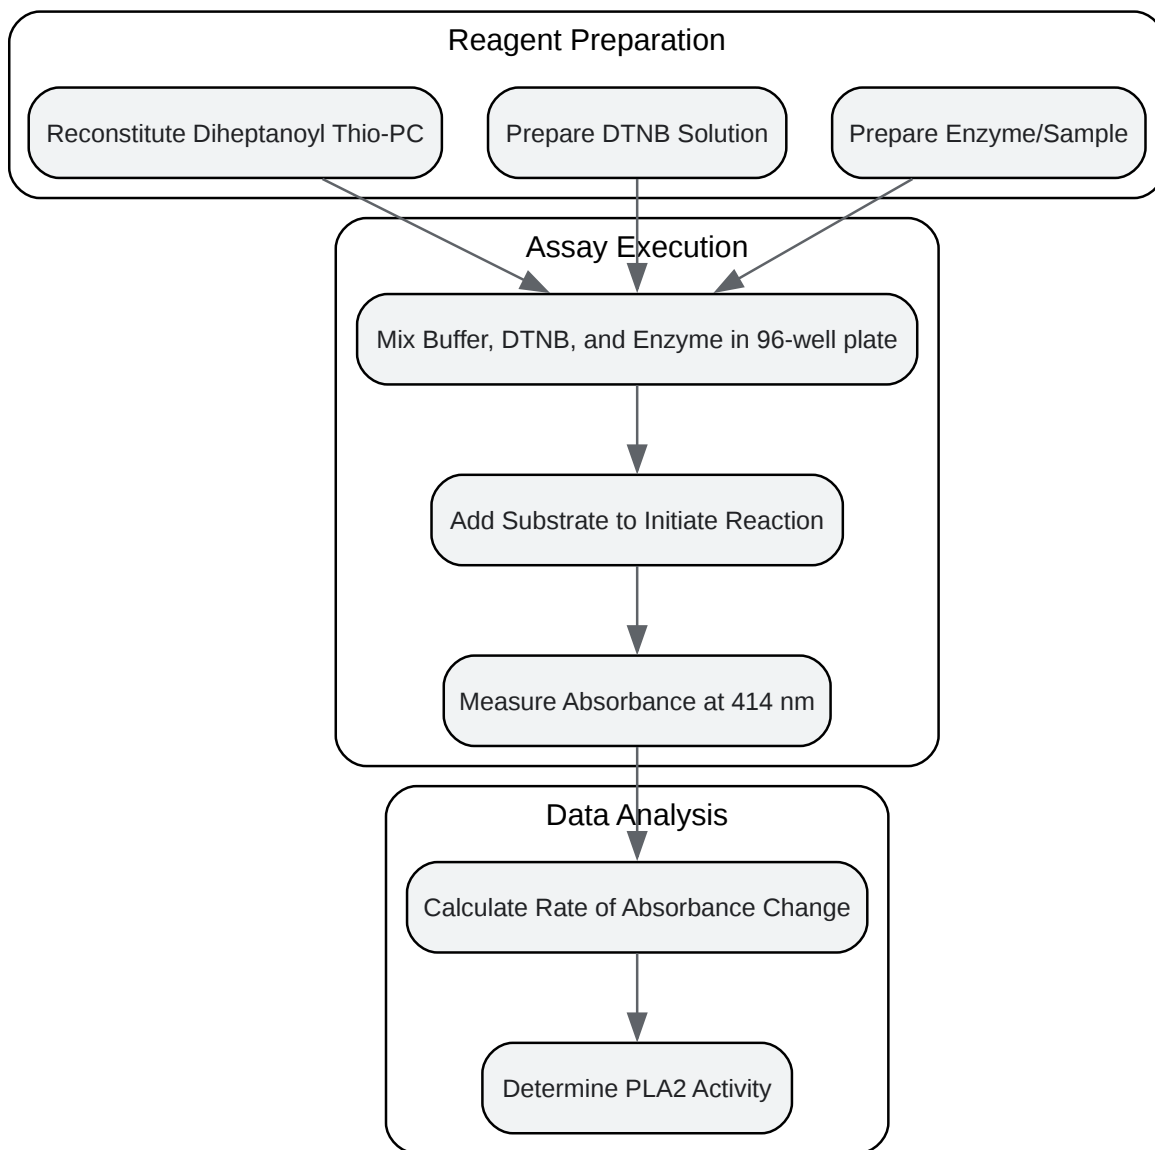 Reagent Preparation
Reconstitute Diheptanoyl Thio-PC
Prepare DTNB Solution
Prepare Enzyme/Sample
Assay Execution
Mix Buffer, DTNB, and Enzyme in 96-well plate
Add Substrate to Initiate Reaction
Measure Absorbance at 414 nm
Data Analysis
Calculate Rate of Absorbance Change
Determine PLA2 Activity